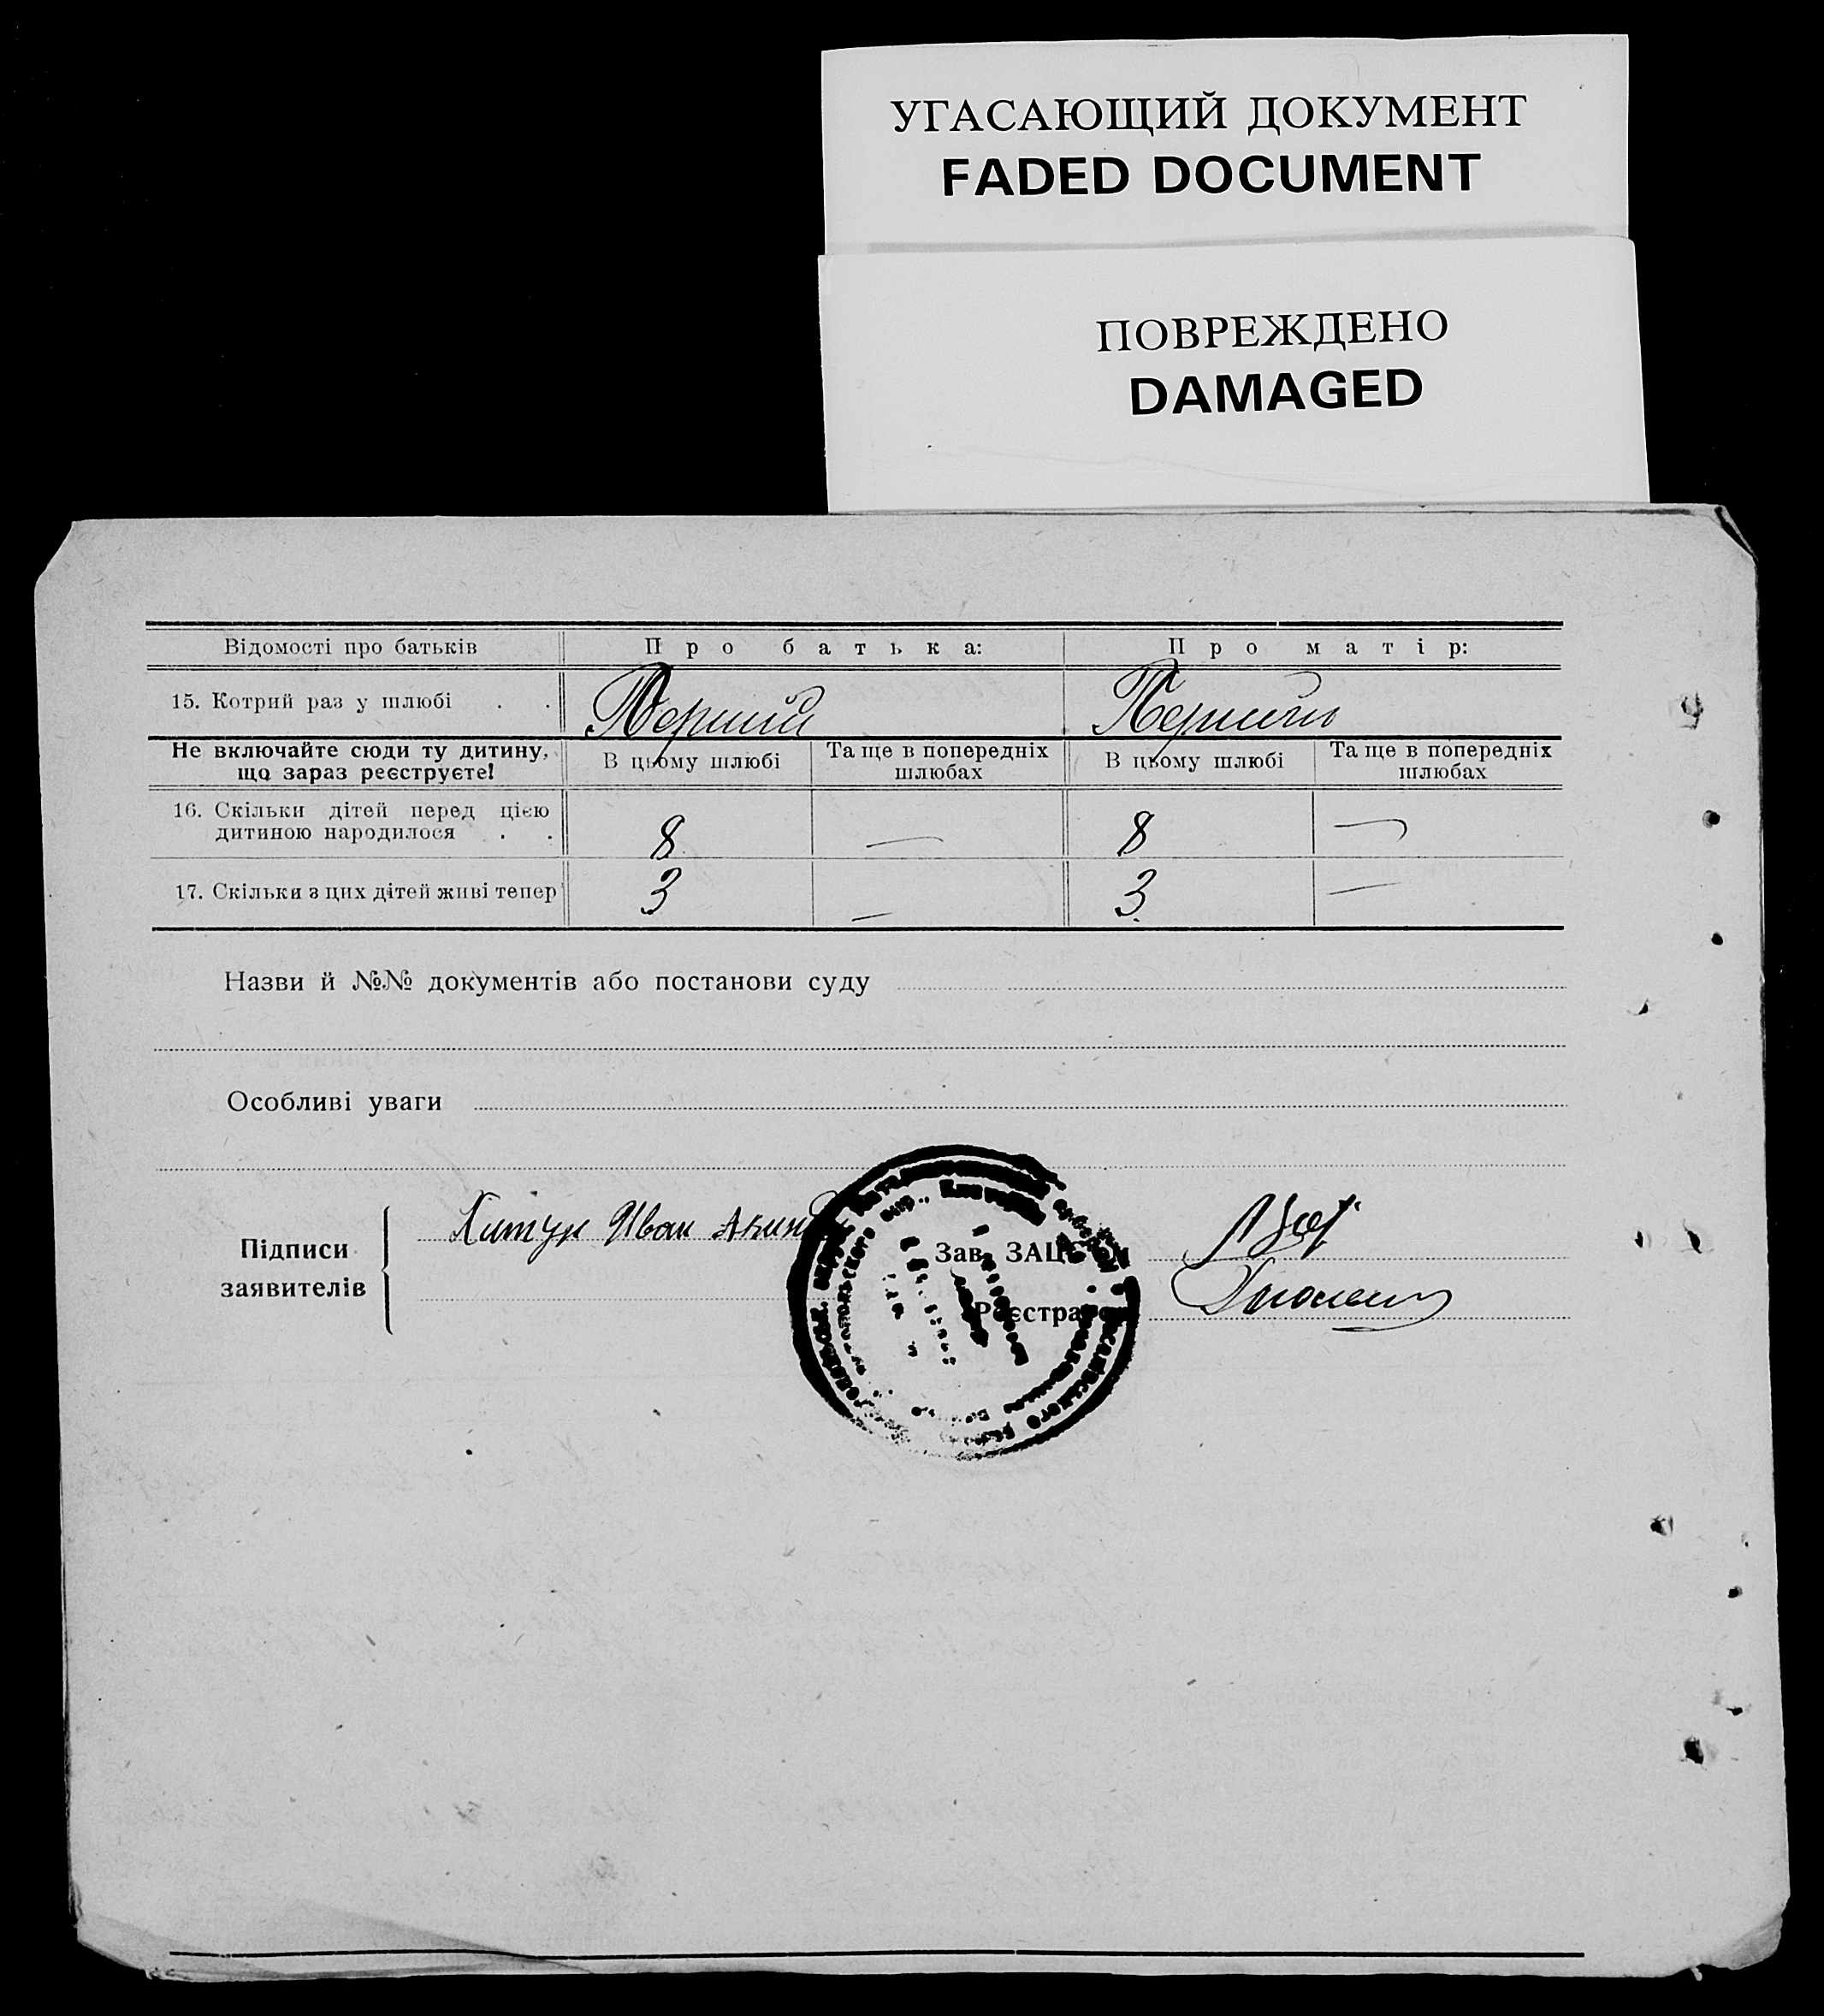 УГАСАЮЩИЙ ДОКУМЕНТ
FADED DOCUMENT
ПОВРЕЖДЕНО
DAMAGED
Відомості про батьків Про батька: Про матір:
15. Котрий раз у шлюбі . . Перший Перший
Не включайте сюди ту дитину, що зараз реєструєте! В цьому шлюбі Та ще в попередніх шлюбах В цьому шлюбі Та ще в попередніх шлюбах
16. Скільки дітей перед цією дитиною народилося . . 8 — 8 —
17. Скільки з цих дітей живі тепер 3 — 3 —
Назви й №№ документів або постанови суду
Особливі уваги
Підписи заявителів
Иван
Зав. ЗАЦС'ом
Реєстратор